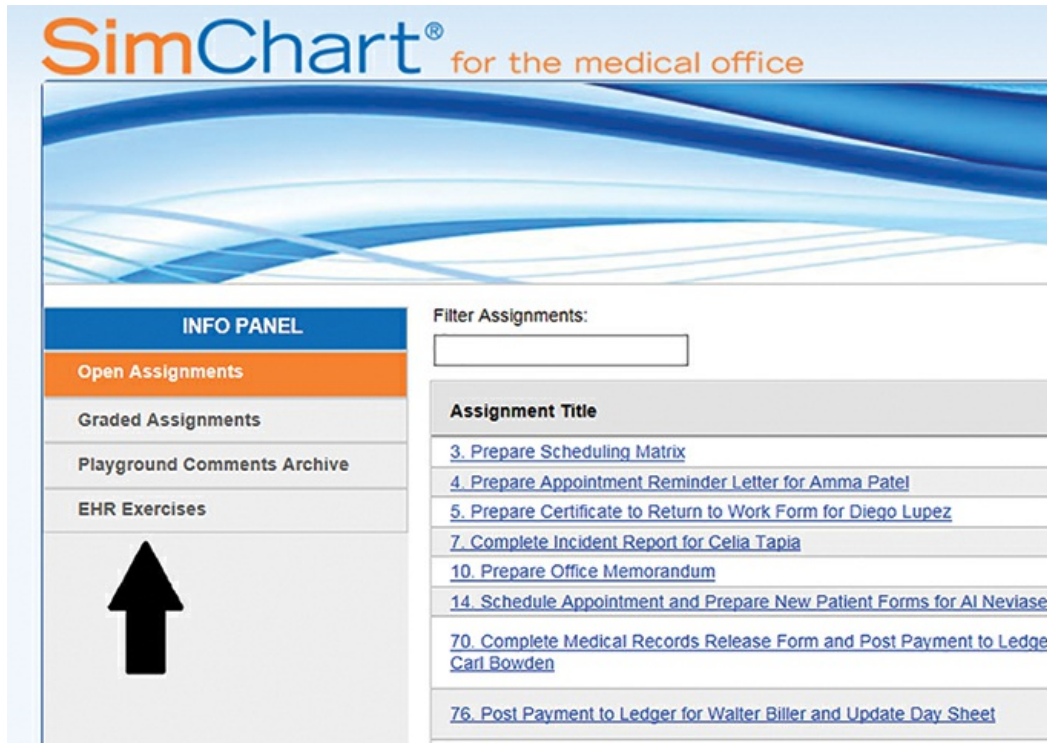 SimChart® for the medical office
INFO PANEL
Open Assignments
Graded Assignments
Playground Comments Archive
EHR Exercises
Filter Assignments:
Assignment Title
3. Prepare Scheduling Matrix
4. Prepare Appointment Reminder Letter for Amma Patel
5. Prepare Certificate to Return to Work Form for Diego Lupez
7. Complete Incident Report for Celia Tapia
10. Prepare Office Memorandum
14. Schedule Appointment and Prepare New Patient Forms for Al Neviase
70. Complete Medical Records Release Form and Post Payment to Ledge
Carl Bowden
76. Post Payment to Ledger for Walter Biller and Update Day Sheet